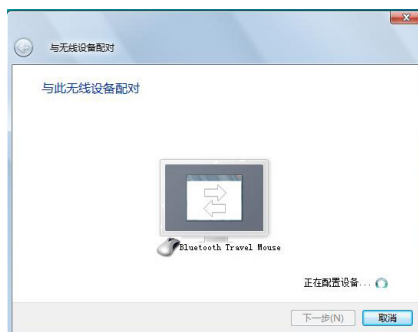 与无线设备配对
与此无线设备配对
Bluetooth Travel Mouse
正在配置设备...
下一步(N)
取消